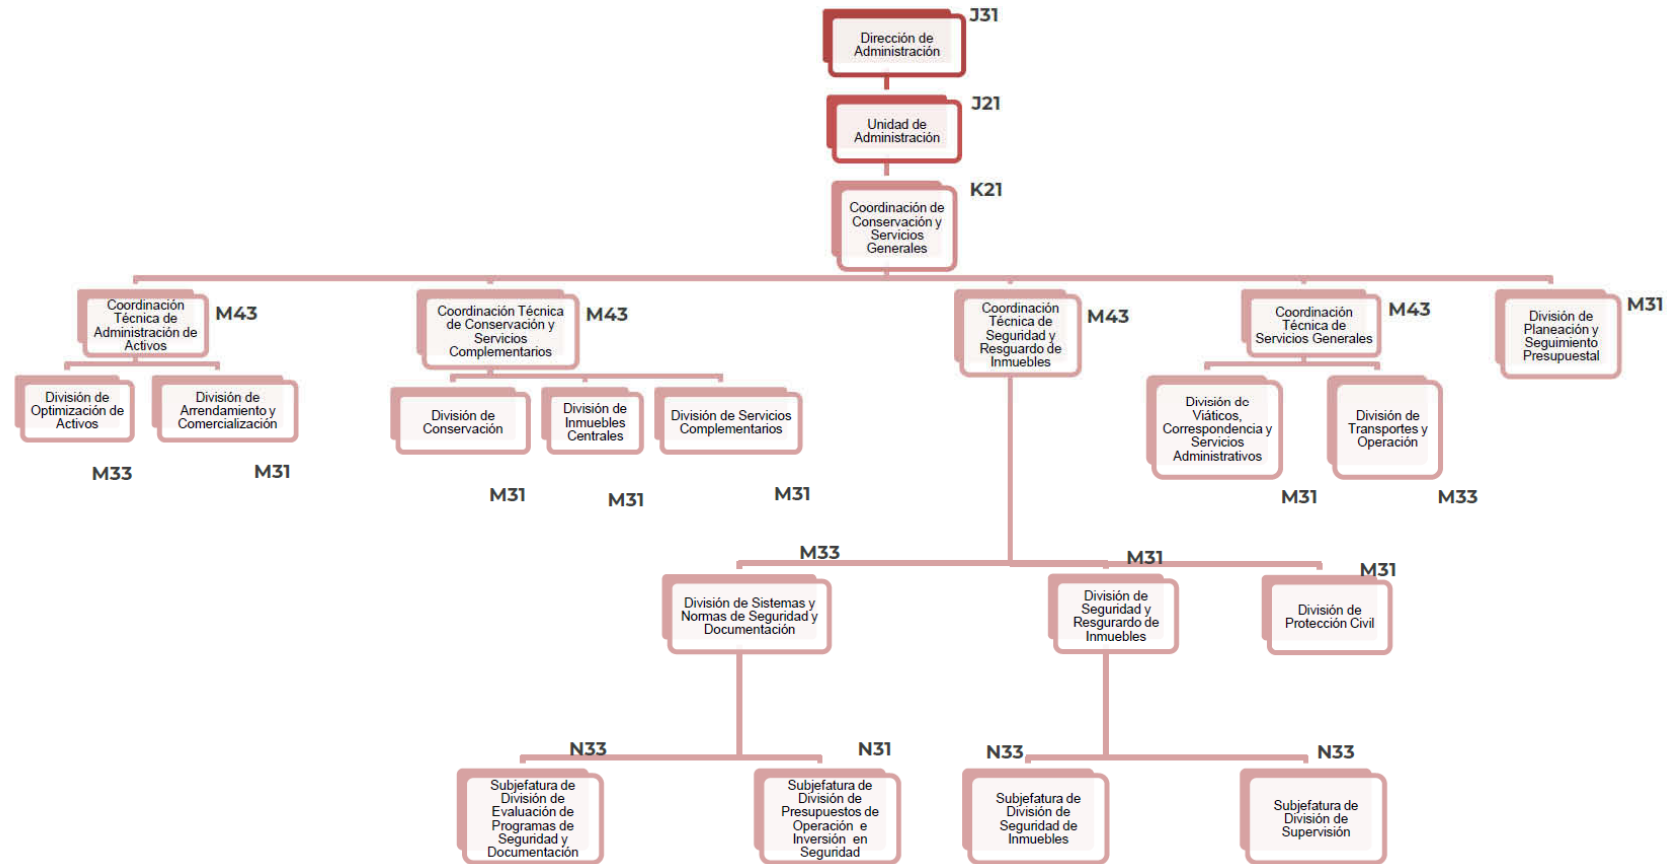 J31
Dirección de
Administración
J21
Unidad de
Administración
K21
Coordinación de
Conservación y
Servicios
Generales
Coordinación
Técnica de
Administración de
Activos
M43
Coordinación Técnica
de Conservación y
Servicios
Complementarios
M43
Coordinación
Técnica de
Seguridad y
Resguardo de
Inmuebles
M43
Coordinación
Técnica de
Servicios Generales
M43
División de
Planeación y
Seguimiento
Presupuestal
M31
División de
Optimización de
Activos
M33
División de
Arrendamiento y
Comercialización
M31
División de
Conservación
M31
División de
Inmuebles
Centrales
M31
División de Servicios
Complementarios
M31
División de
Viáticos,
Correspondencia y
Servicios
Administrativos
M31
División de
Transportes y
Operación
M33
M33
División de Sistemas y
Normas de Seguridad y
Documentación
M31
División de
Seguridad y
Resgurardo de
Inmuebles
M31
División de
Protección Civil
N33
Subjefatura de
División de
Evaluación de
Programas de
Seguridad y
Documentación
N31
Subjefatura de
División de
Presupuestos de
Operación e
Inversión en
Seguridad
N33
Subjefatura de
División de
Seguridad de
Inmuebles
N33
Subjefatura de
División de
Supervisión